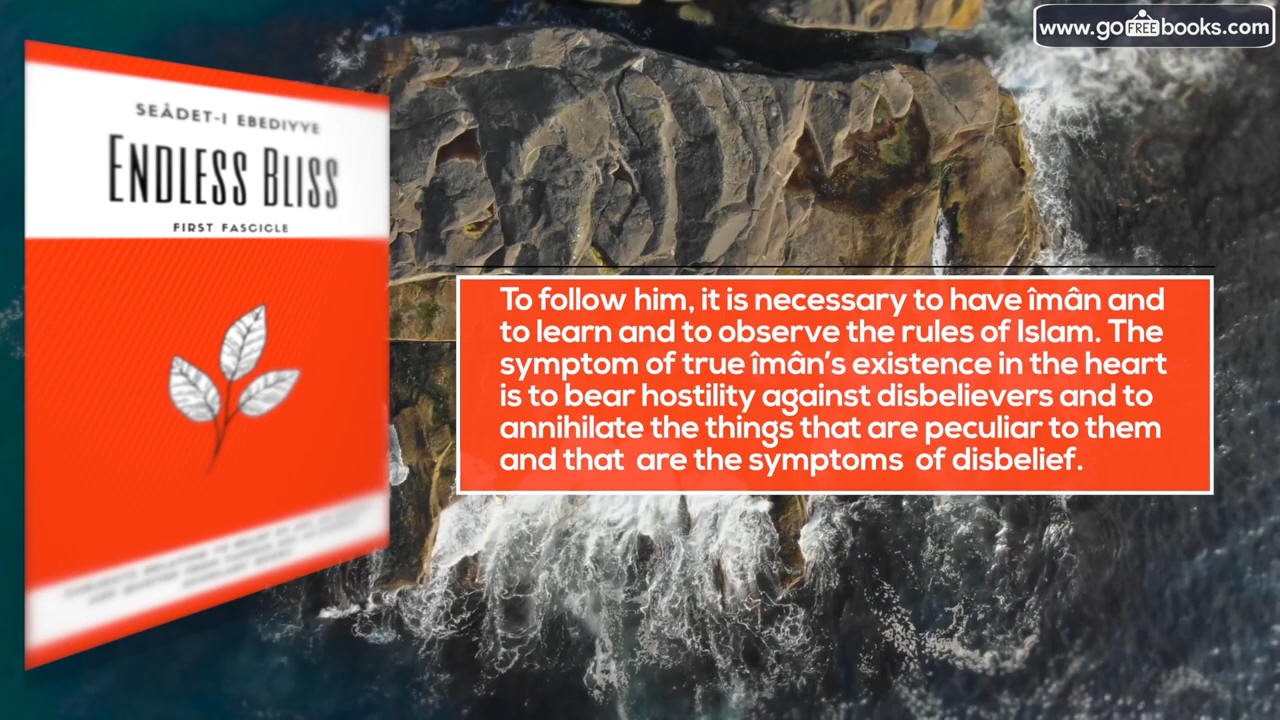 www.goFREEbooks.com
SEÂDET-I EBEDIYYE
ENDLESS BLISS
FIRST FASCICLE
To follow him, it is necessary to have îmân and
to learn and to observe the rules of Islam. The
symptom of true îmân's existence in the heart
is to bear hostility against disbelievers and to
annihilate the things that are peculiar to them
and that are the symptoms of disbelief.